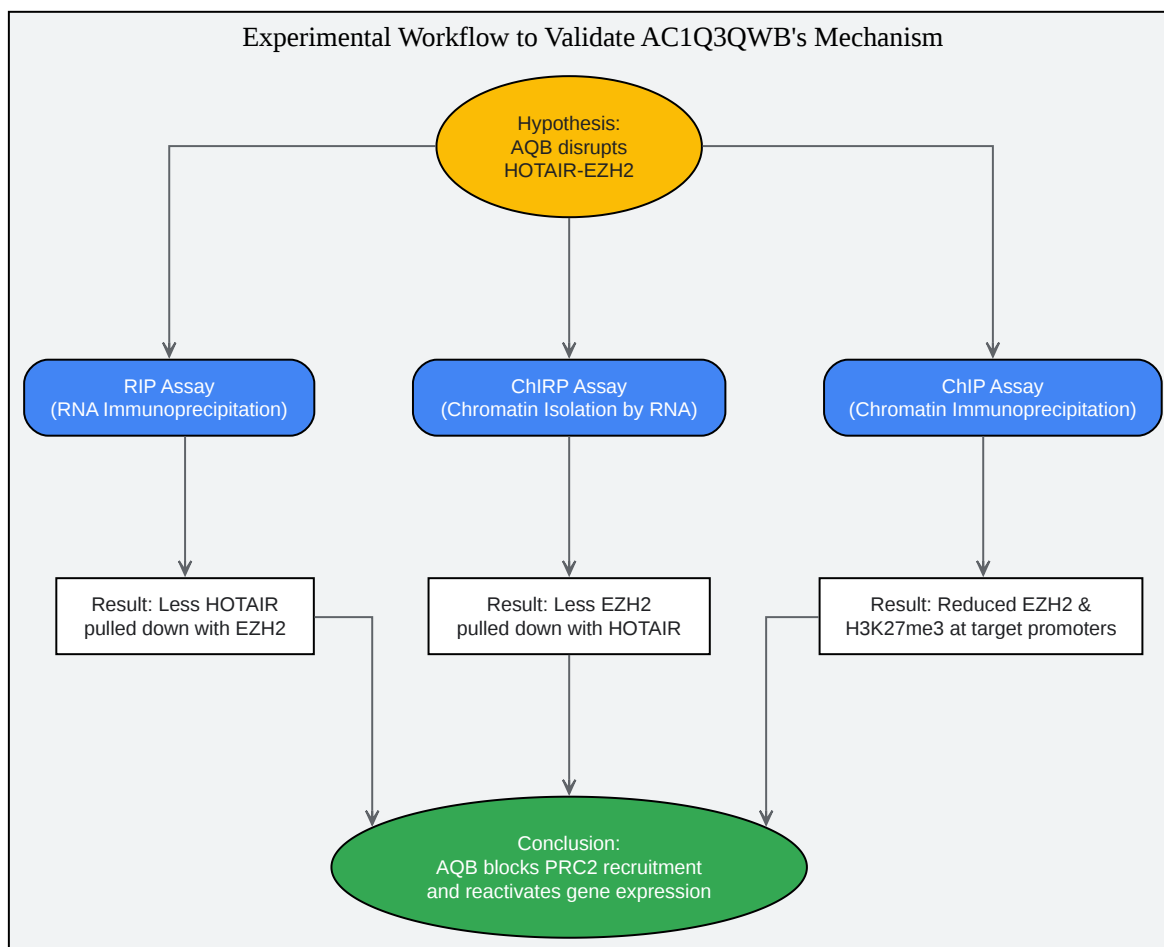 Experimental Workflow to Validate AC1Q3QWB's Mechanism
Hypothesis:
AQB disrupts
HOTAIR-EZH2
RIP Assay
(RNA Immunoprecipitation)
ChIRP Assay
(Chromatin Isolation by RNA)
ChIP Assay
(Chromatin Immunoprecipitation)
Result: Less HOTAIR
pulled down with EZH2
Result: Less EZH2
pulled down with HOTAIR
Result: Reduced EZH2 &
H3K27me3 at target promoters
Conclusion:
AQB blocks PRC2 recruitment
and reactivates gene expression